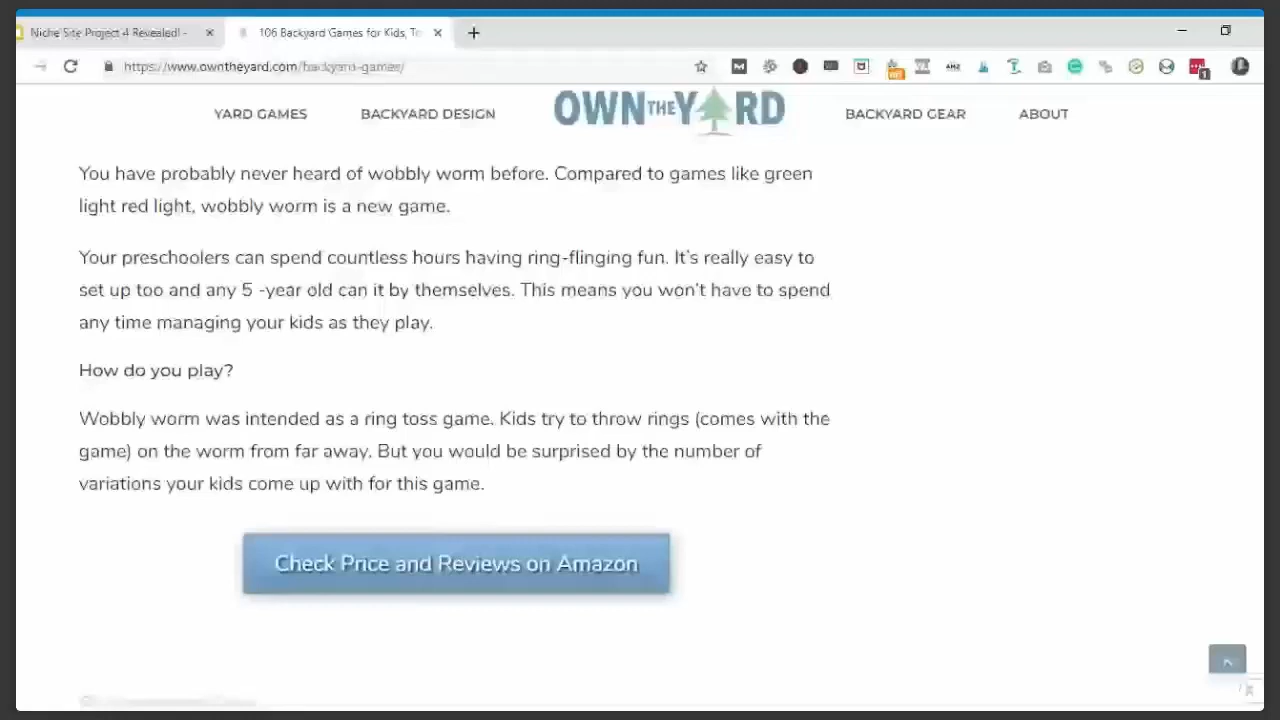 Niche Site Project 4 Revealed! -
106 Backyard Games for Kids, To
https://www.owntheyard.com/backyard-games/
YARD GAMES
BACKYARD DESIGN
OWN THE YARD
BACKYARD GEAR
ABOUT
You have probably never heard of wobbly worm before. Compared to games like green
light red light, wobbly worm is a new game.
Your preschoolers can spend countless hours having ring-flinging fun. It's really easy to
set up too and any 5 -year old can it by themselves. This means you won't have to spend
any time managing your kids as they play.
How do you play?
Wobbly worm was intended as a ring toss game. Kids try to throw rings (comes with the
game) on the worm from far away. But you would be surprised by the number of
variations your kids come up with for this game.
Check Price and Reviews on Amazon